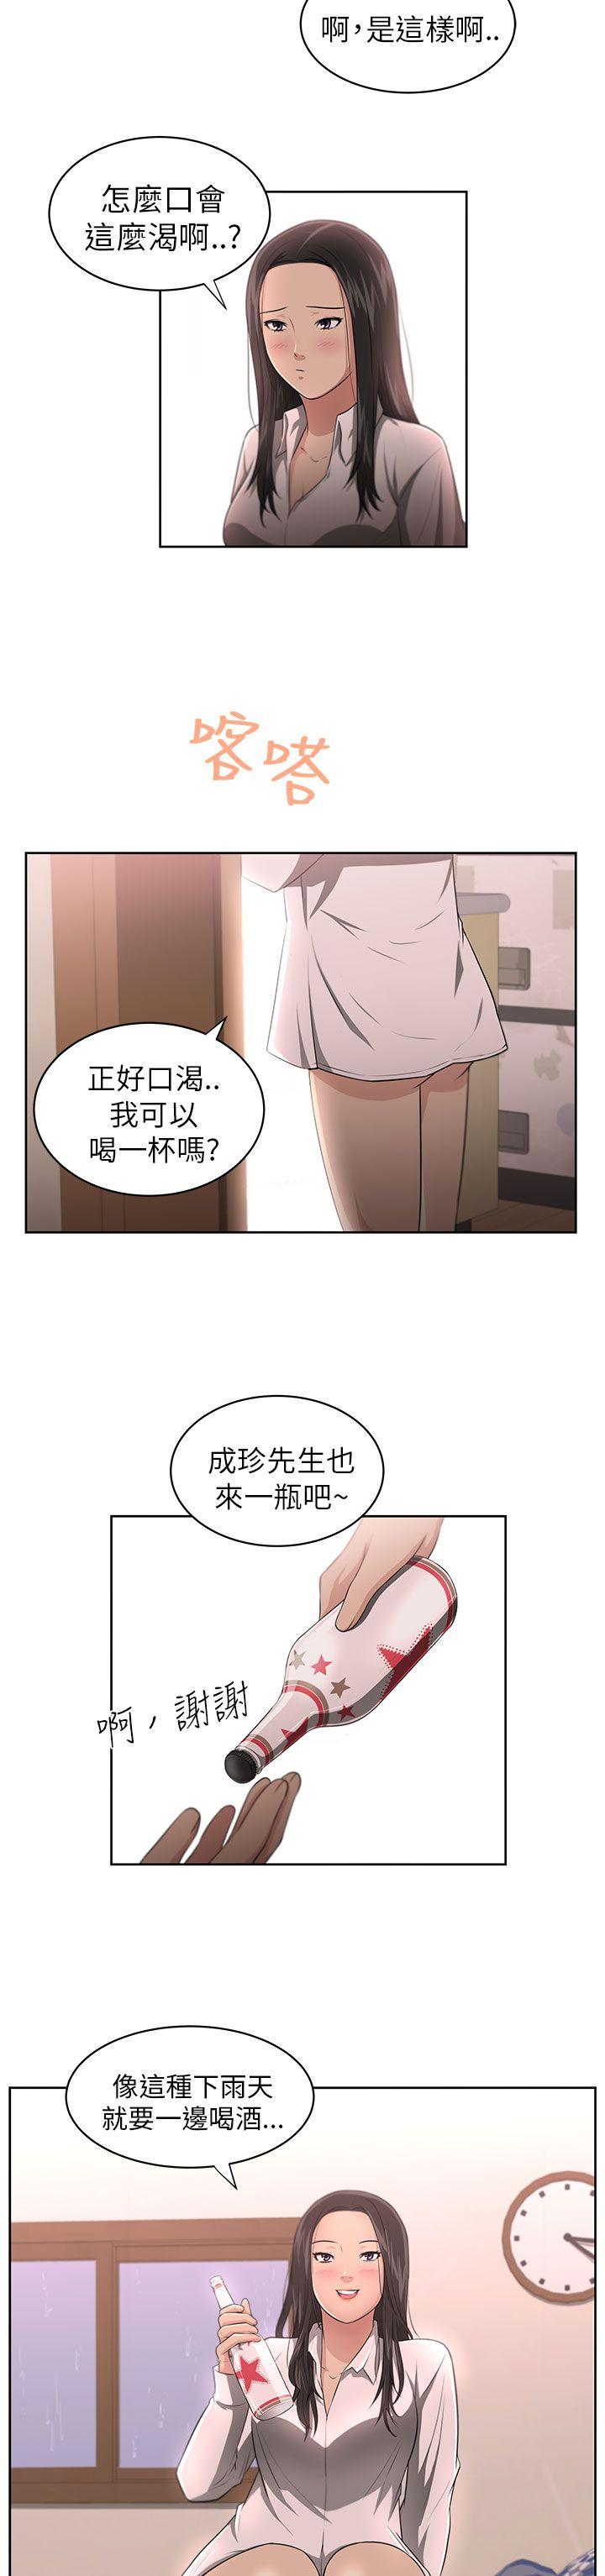 啊，是這樣啊..
怎麼口會
這麼渴啊..?
喀嗒
正好口渴..
我可以
喝一杯嗎?
成珍先生也
來一瓶吧~
啊，謝謝
像這種下雨天
就要一邊喝酒...